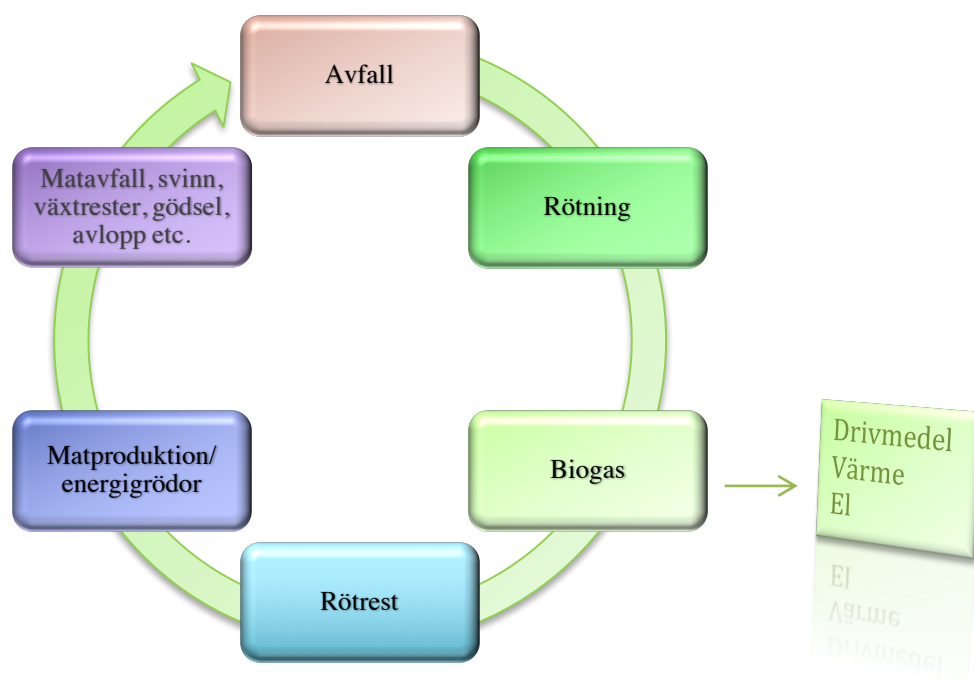 Avfall
Rötning
Biogas
Drivmedel
Värme
El
Rötrest
Matproduktion/
energigrödor
Matavfall, svinn,
växtrester, gödsel,
avlopp etc.